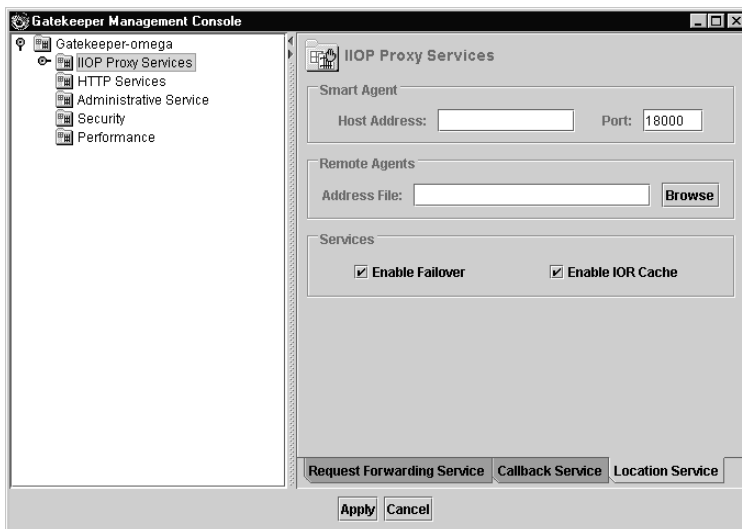 Gatekeeper Management Console
Gatekeeper-omega
IIOP Proxy Services
HTTP Services
Administrative Service
Security
Performance
IIOP Proxy Services
Smart Agent
Host Address: Port: 18000
Remote Agents
Address File: Browse
Services
Enable Failover Enable IOR Cache
Request Forwarding Service Callback Service Location Service
Apply Cancel